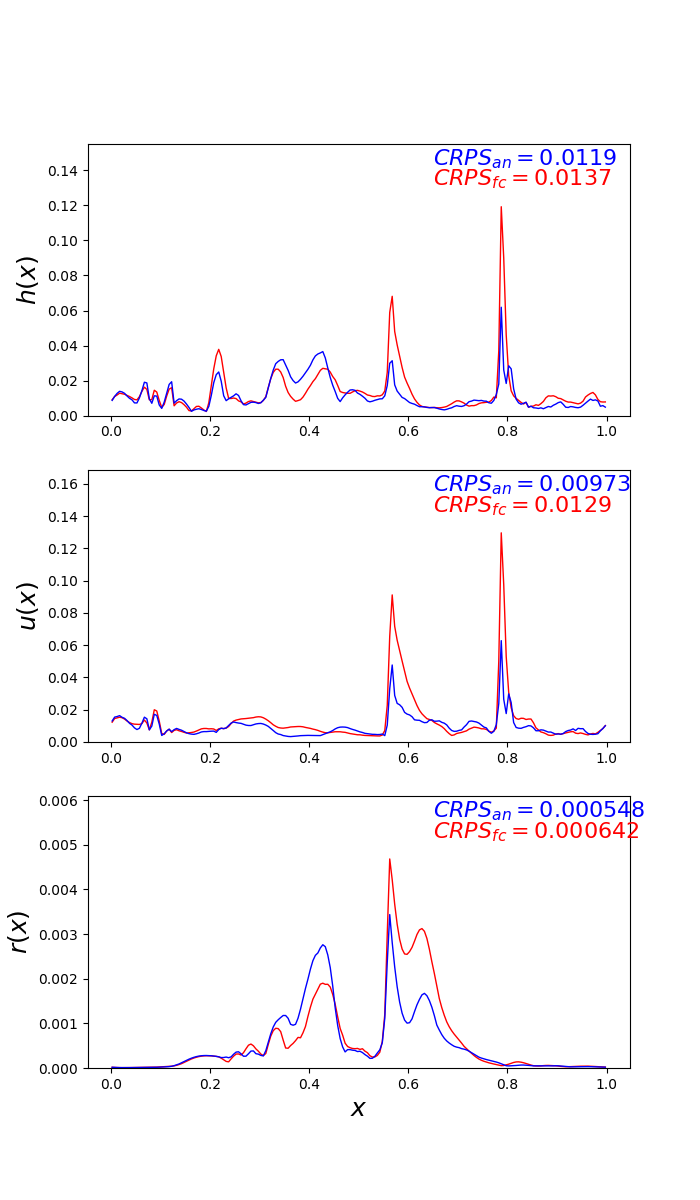 CRPS_an = 0.0119
CRPS_fc = 0.0137
0.14
0.12
0.10
0.08
0.06
0.04
0.02
0.00
h(x)
0.0 0.2 0.4 0.6 0.8 1.0
CRPS_an = 0.00973
CRPS_fc = 0.0129
0.16
0.14
0.12
0.10
0.08
0.06
0.04
0.02
0.00
u(x)
0.0 0.2 0.4 0.6 0.8 1.0
CRPS_an = 0.000548
CRPS_fc = 0.000642
0.006
0.005
0.004
0.003
0.002
0.001
0.000
r(x)
0.0 0.2 0.4 0.6 0.8 1.0
x